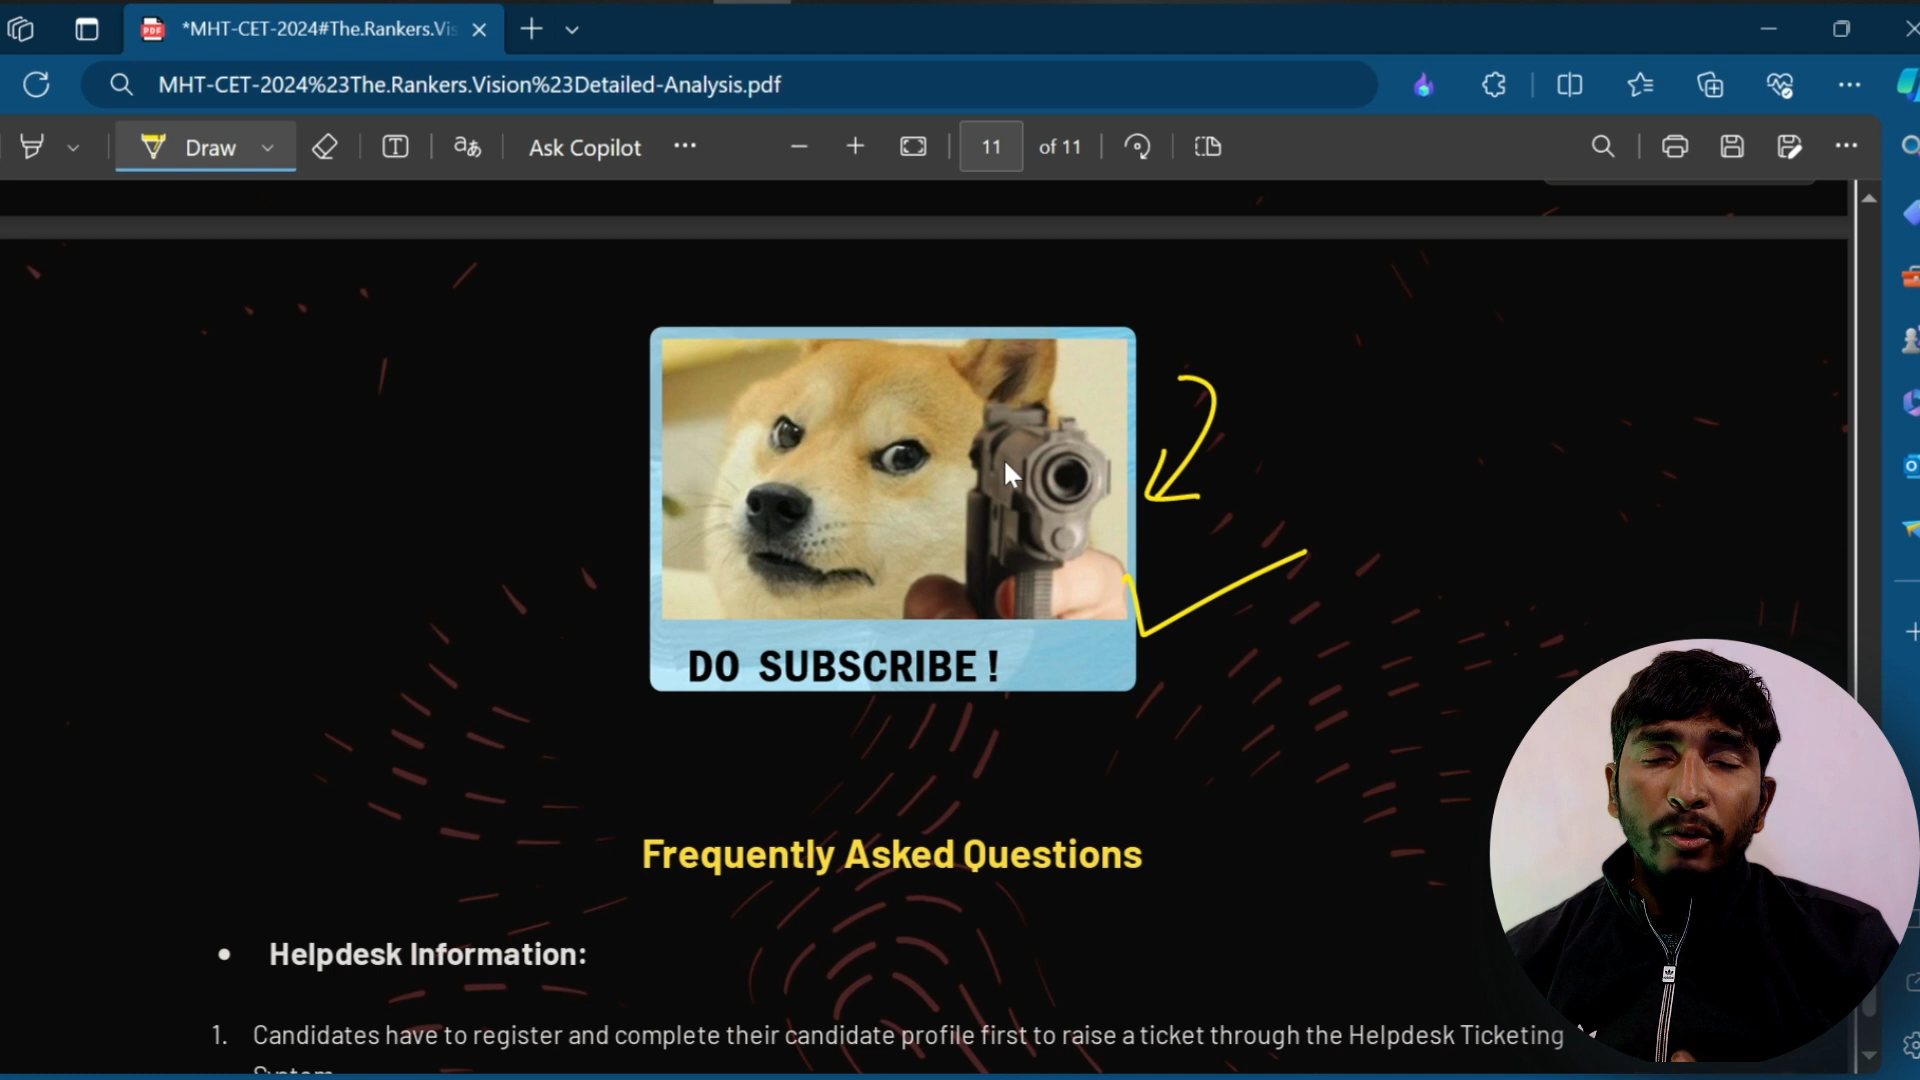 *MHT-CET-2024#The.Rankers.Vis
MHT-CET-2024%23The.Rankers.Vision%23Detailed-Analysis.pdf
Draw
Ask Copilot
11 of 11
DO SUBSCRIBE !
Frequently Asked Questions
• Helpdesk Information:
1. Candidates have to register and complete their candidate profile first to raise a ticket through the Helpdesk Ticketing
System